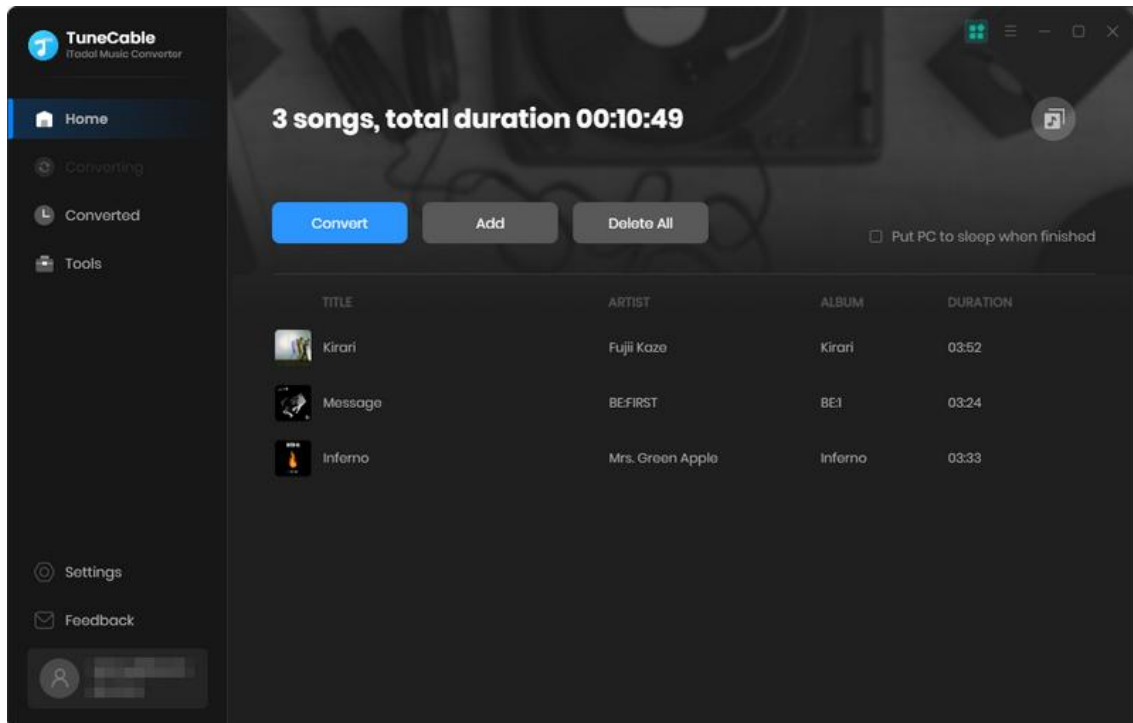 TuneCable
iTadal Music Converter
Home
Converting
Converted
Tools
Settings
Feedback
3 songs, total duration 00:10:49
Convert
Add
Delete All
Put PC to sleep when finished
TITLE ARTIST ALBUM DURATION
Kirari Fujii Kaze Kirari 03:52
Message BE:FIRST BE:1 03:24
Inferno Mrs. Green Apple Inferno 03:33